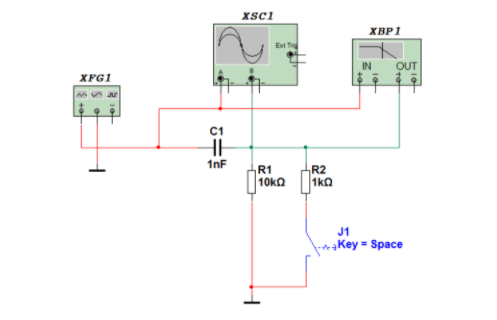 XSC1
XBP1
Ext Trig
+
−
A
B
+ − + −
IN OUT
+ − + −
XFG1
+ −
C1
1nF
R1
10kΩ
R2
1kΩ
J1
Key = Space